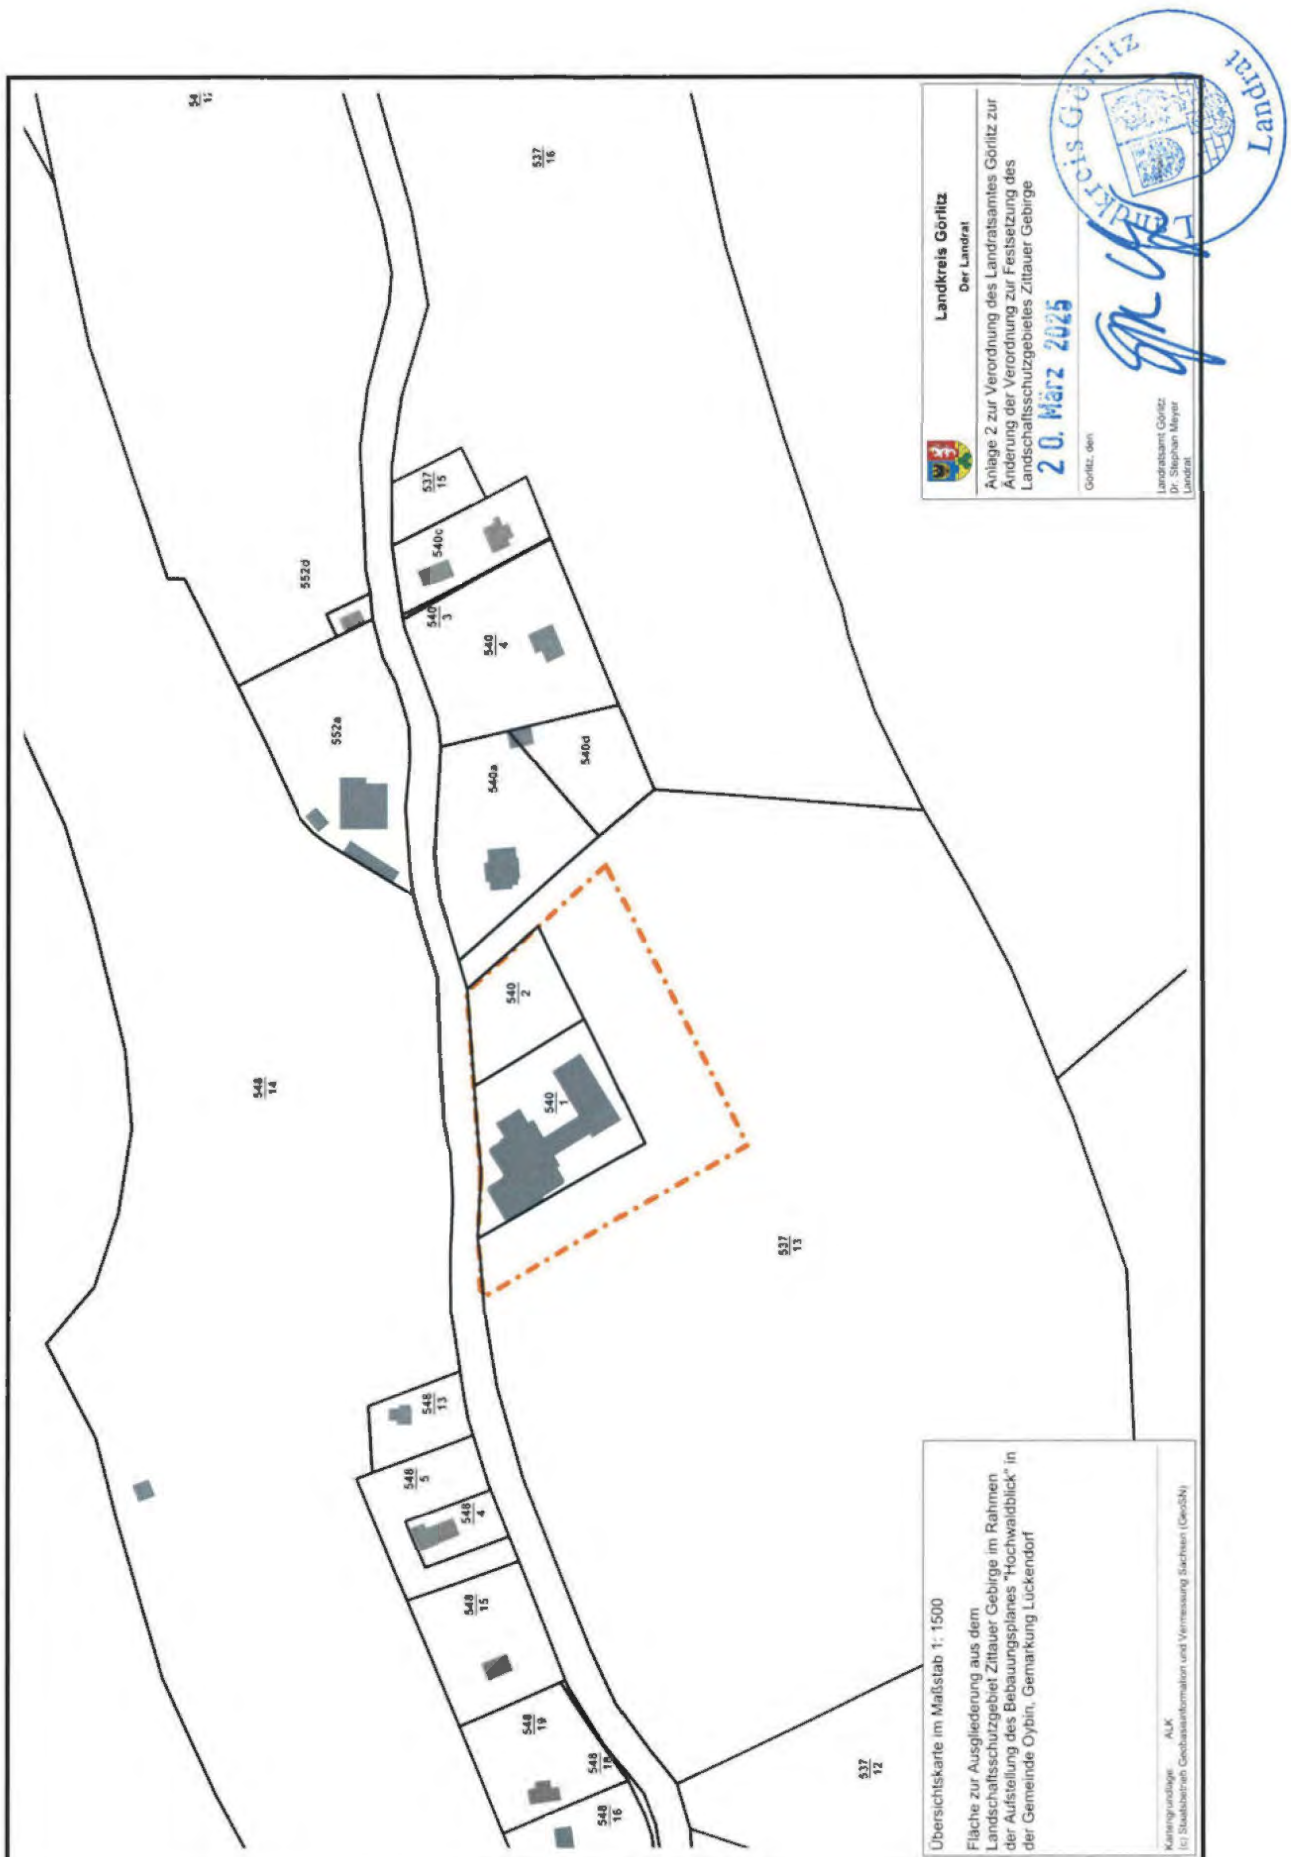 Übersichtskarte im Maßstab 1: 1500
Fläche zur Ausgliederung aus dem
Landschaftsschutzgebiet Zittauer Gebirge im Rahmen
der Aufstellung des Bebauungsplanes "Hochwaldblick" in
der Gemeinde Oybin, Gemarkung Lückendorf
Kartengrundlage ALK
(c) Staatsbetrieb Geobasisinformation und Vermessung Sachsen (GeoSN)
Landkreis Görlitz
Der Landrat
Anlage 2 zur Verordnung des Landratsamtes Görlitz zur
Änderung der Verordnung zur Festsetzung des
Landschaftsschutzgebietes Zittauer Gebirge
20. März 2025
Görlitz, den
Landratsamt Görlitz
Dr. Stephan Meyer
Landrat
Landkreis Görlitz
Landrat
548
14
552a
552d
537
16
537
15
540c
540
3
540
4
540a
540d
540
2
540
1
537
13
548
13
548
5
548
4
548
15
548
19
548
18
548
16
537
12